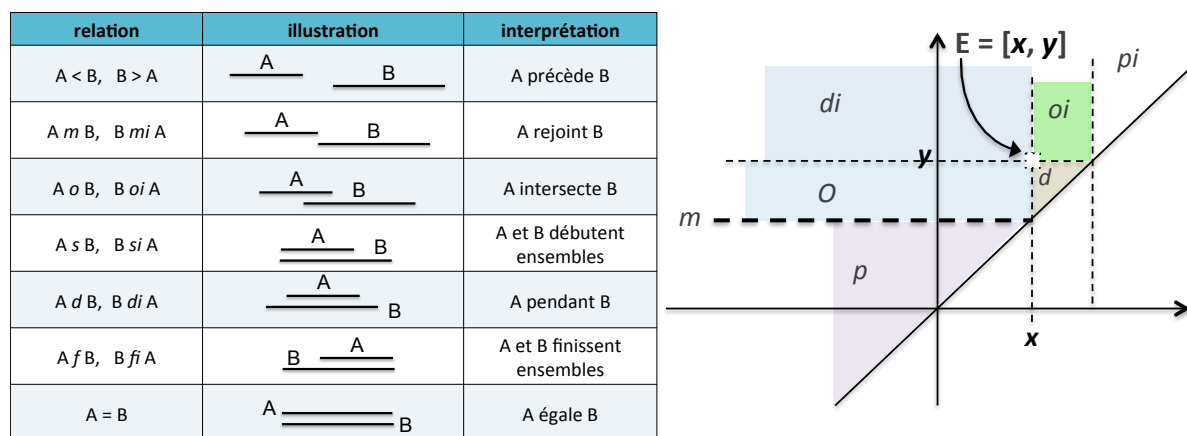 relation illustration interprétation
A < B, B > A A B A précède B
A m B, B mi A A B A rejoint B
A o B, B oi A A B A intersecte B
A s B, B si A A B A et B débutent
ensembles
A d B, B di A A B A pendant B
A f B, B fi A B A A et B finissent
ensembles
A = B A B A égale B
E = [x, y]
pi
di
oi
y
d
O
m
p
x